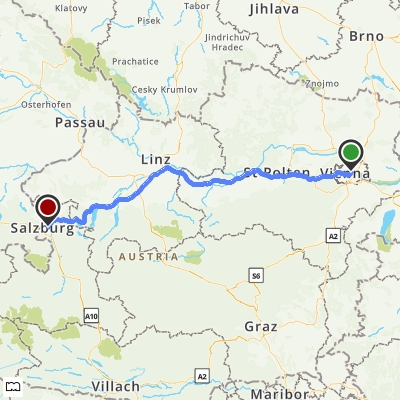 Klatovy
Tabor
Jihlava
Pisek
Jindrichuv
Hradec
Brno
Prachatice
Cesky Krumlov
Znojmo
Osterhofen
Passau
Linz
St Polten
Vienna
Salzburg
A2
AUSTRIA
S6
A10
Graz
Villach
A2
Maribor